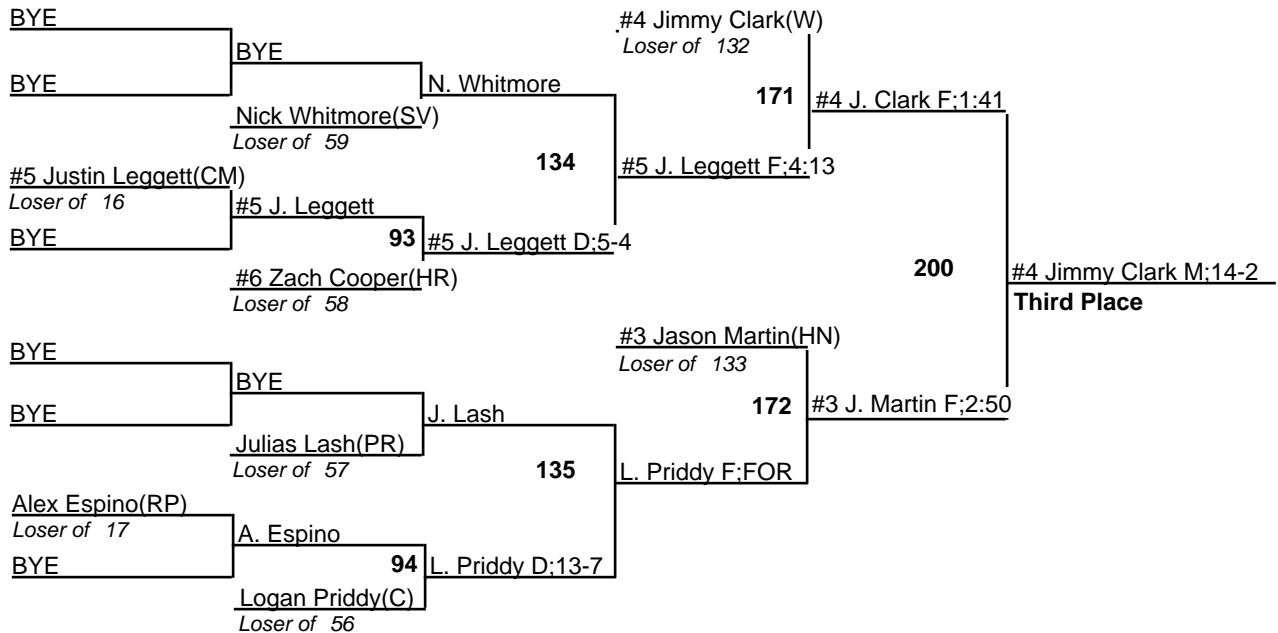 BYE
#4 Jimmy Clark(W)
Loser of 132
BYE
BYE
N. Whitmore
171
#4 J. Clark F;1:41
Nick Whitmore(SV)
Loser of 59
134
#5 J. Leggett F;4:13
#5 Justin Leggett(CM)
Loser of 16
#5 J. Leggett
BYE
93
#5 J. Leggett D;5-4
200
#4 Jimmy Clark M;14-2
Third Place
#6 Zach Cooper(HR)
Loser of 58
#3 Jason Martin(HN)
Loser of 133
BYE
BYE
BYE
J. Lash
172
#3 J. Martin F;2:50
Julias Lash(PR)
Loser of 57
135
L. Priddy F;FOR
Alex Espino(RP)
Loser of 17
A. Espino
BYE
94
L. Priddy D;13-7
Logan Priddy(C)
Loser of 56